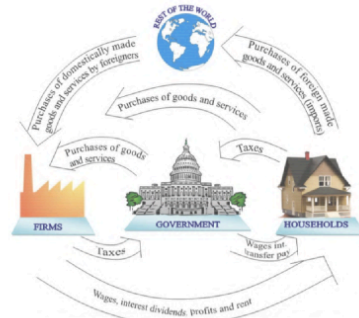 REST OF THE WORLD
Purchases of domestically made
goods and services by foreigners
Purchases of foreign made
goods and services (imports)
Purchases of goods and services
Purchases of goods
and services
Taxes
FIRMS
GOVERNMENT
HOUSEHOLDS
Taxes
Wages int.
transfer pay
Wages, interest dividends, profits and rent